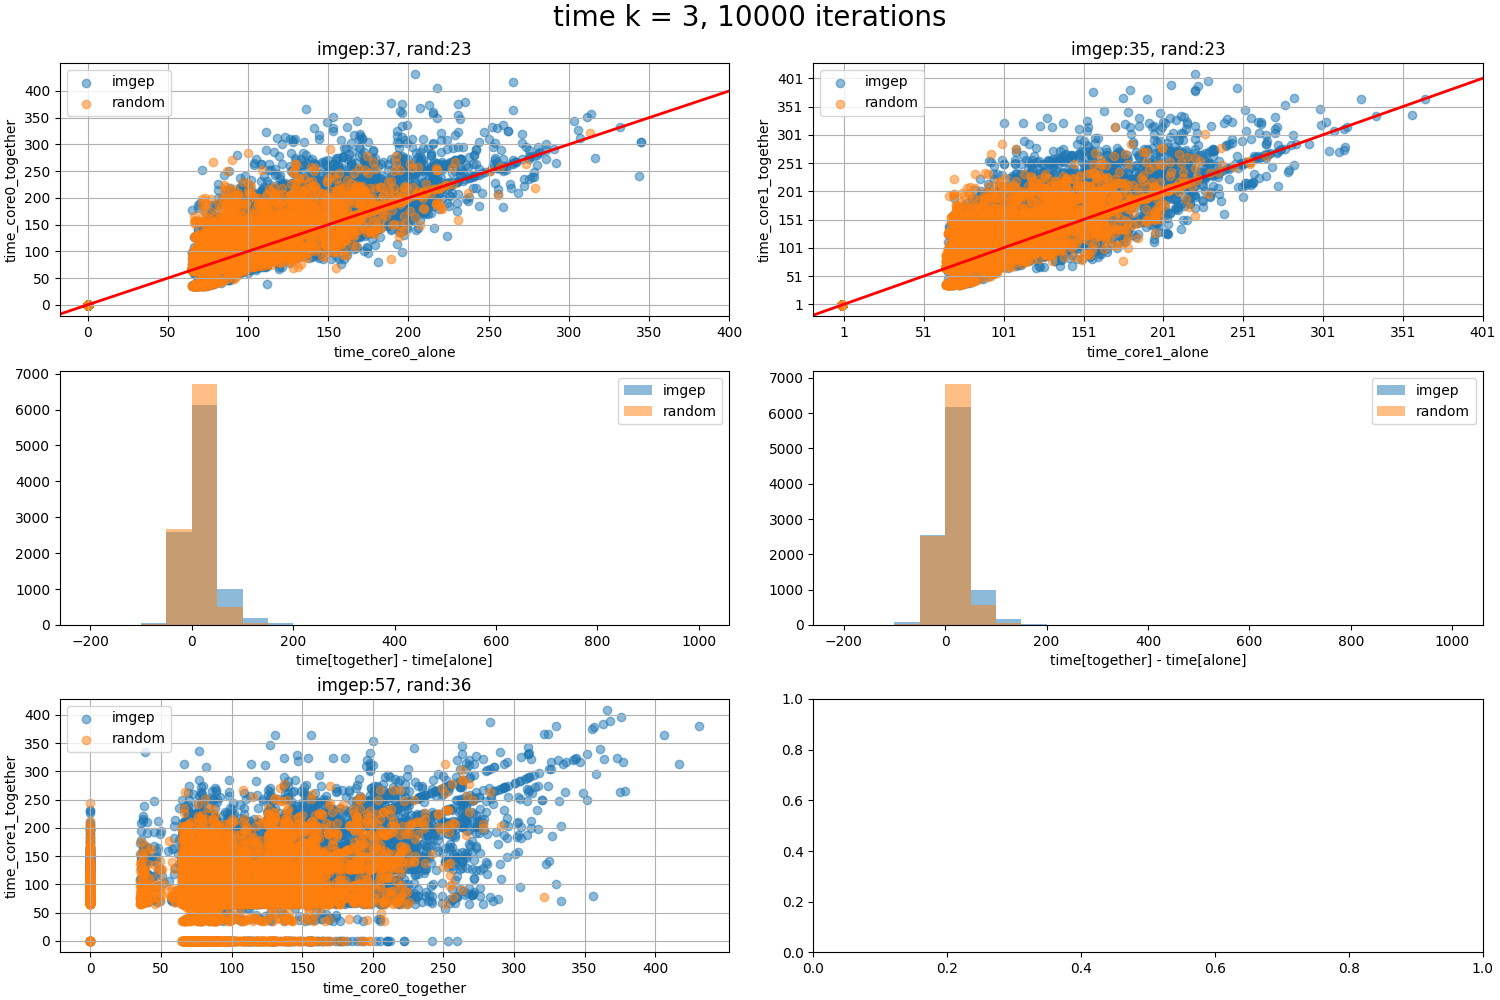 time k = 3, 10000 iterations
imgep:37, rand:23
imgep
random
400
350
300
250
200
150
100
50
0
time_core0_together
0 50 100 150 200 250 300 350 400
time_core0_alone
imgep:35, rand:23
imgep
random
401
351
301
251
201
151
101
51
1
time_core1_together
1 51 101 151 201 251 301 351 401
time_core1_alone
imgep
random
7000
6000
5000
4000
3000
2000
1000
0
−200 0 200 400 600 800 1000
time[together] - time[alone]
imgep
random
7000
6000
5000
4000
3000
2000
1000
0
−200 0 200 400 600 800 1000
time[together] - time[alone]
imgep:57, rand:36
imgep
random
400
350
300
250
200
150
100
50
0
time_core1_together
0 50 100 150 200 250 300 350 400
time_core0_together
1.0
0.8
0.6
0.4
0.2
0.0
0.0 0.2 0.4 0.6 0.8 1.0